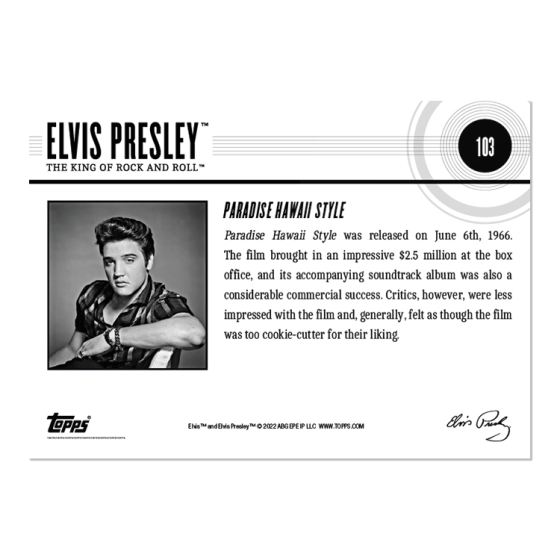 ELVIS PRESLEY™
103
THE KING OF ROCK AND ROLL™
PARADISE HAWAII STYLE
Paradise Hawaii Style was released on June 6th, 1966.
The film brought in an impressive $2.5 million at the box
office, and its accompanying soundtrack album was also a
considerable commercial success. Critics, however, were less
impressed with the film and, generally, felt as though the film
was too cookie-cutter for their liking.
Topps®
Elvis™ and Elvis Presley™ © 2022 ABG EPE IP LLC WWW.TOPPS.COM
Elvis Presley